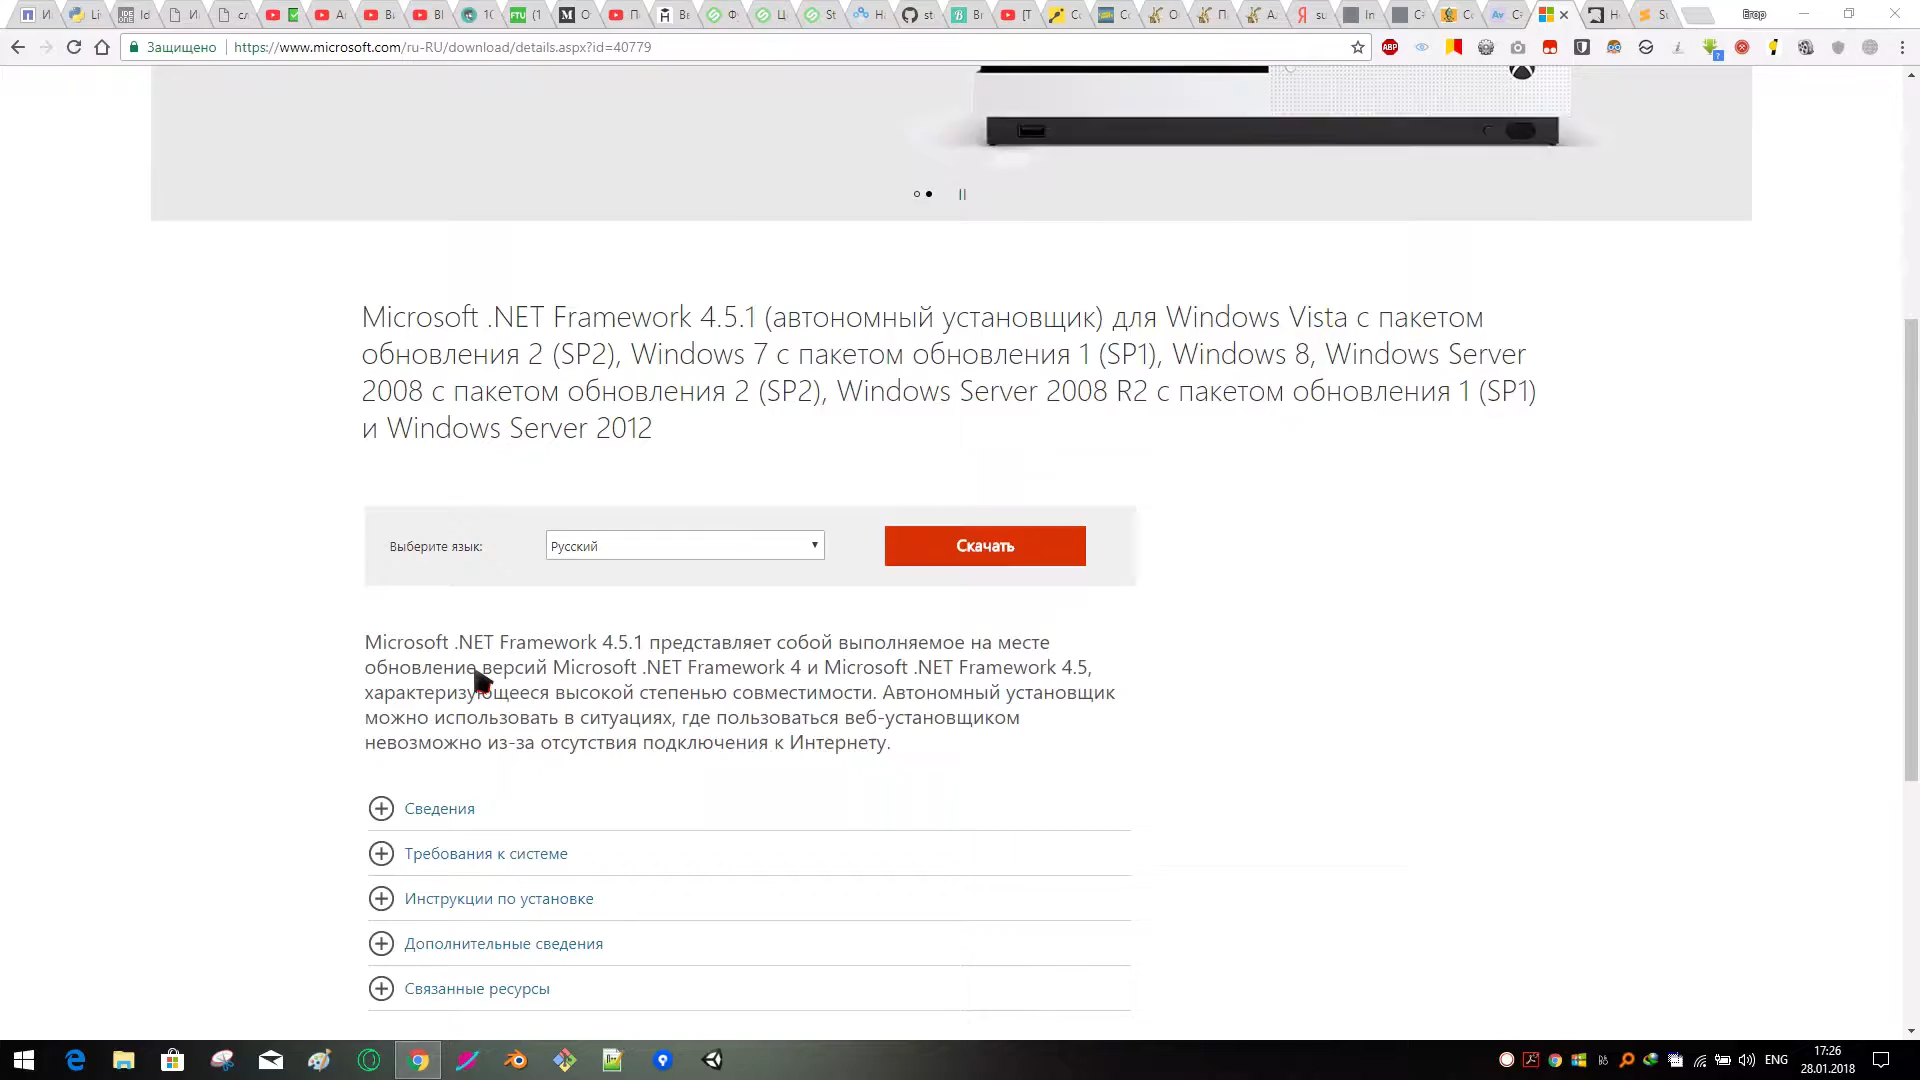 Егор
Защищено
https://www.microsoft.com/ru-RU/download/details.aspx?id=40779
ABP
Microsoft .NET Framework 4.5.1 (автономный установщик) для Windows Vista с пакетом
обновления 2 (SP2), Windows 7 с пакетом обновления 1 (SP1), Windows 8, Windows Server
2008 с пакетом обновления 2 (SP2), Windows Server 2008 R2 с пакетом обновления 1 (SP1)
и Windows Server 2012
Выберите язык:
Русский
Скачать
Microsoft .NET Framework 4.5.1 представляет собой выполняемое на месте
обновление версий Microsoft .NET Framework 4 и Microsoft .NET Framework 4.5,
характеризующееся высокой степенью совместимости. Автономный установщик
можно использовать в ситуациях, где пользоваться веб-установщиком
невозможно из-за отсутствия подключения к Интернету.
Сведения
Требования к системе
Инструкции по установке
Дополнительные сведения
Связанные ресурсы
ENG
17:26
28.01.2018